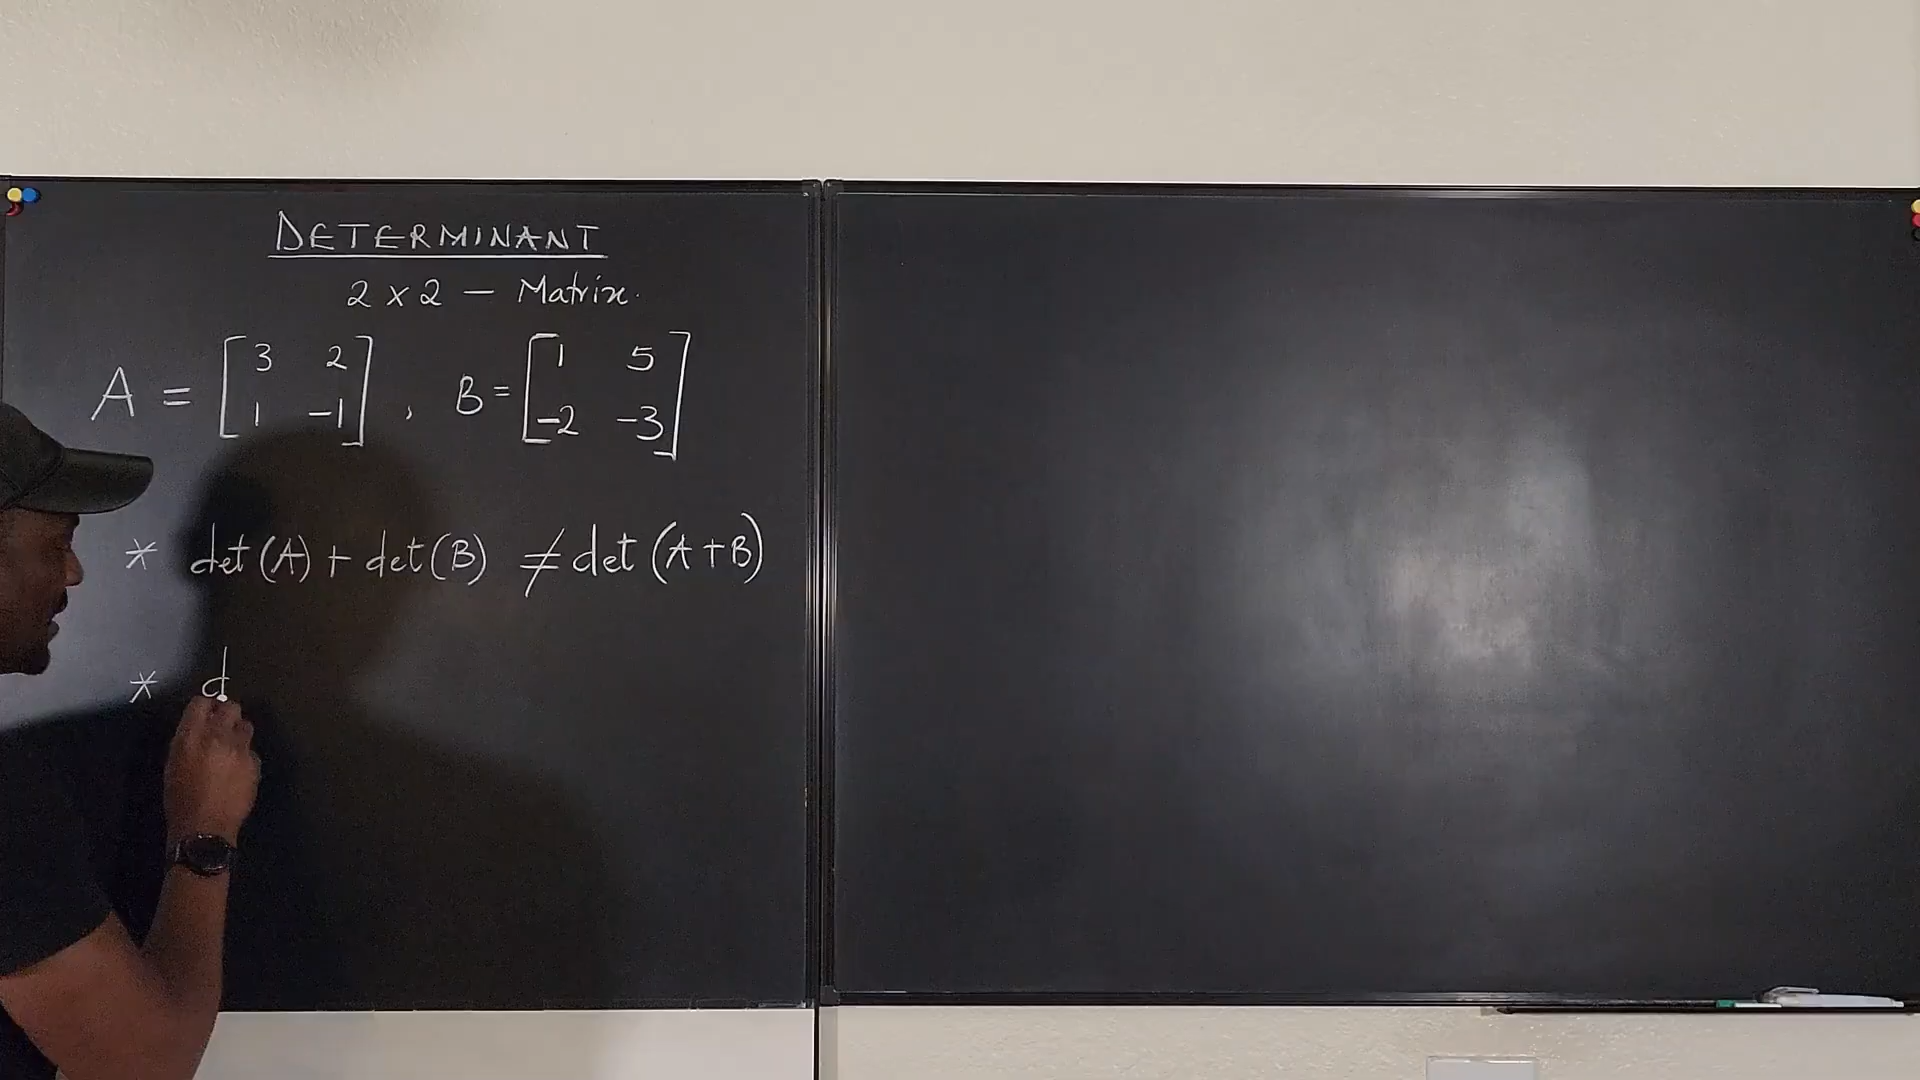 DETERMINANT
2 x 2 - Matrix.
A = [3 2
1 -1] , B = [1 5
-2 -3]
* det(A) + det(B) ≠ det(A+B)
* d